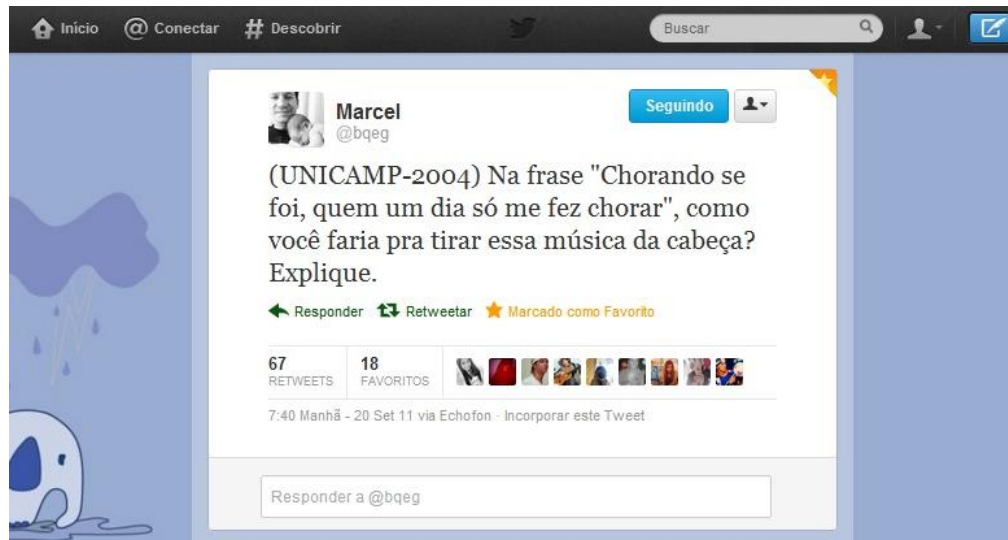 Início @ Conectar # Descobrir Buscar
Marcel
@bqeg
Seguindo
(UNICAMP-2004) Na frase "Chorando se
foi, quem um dia só me fez chorar", como
você faria pra tirar essa música da cabeça?
Explique.
Responder Retweetar Marcado como Favorito
67 18
RETWEETS FAVORITOS
7:40 Manhã - 20 Set 11 via Echofon · Incorporar este Tweet
Responder a @bqeg